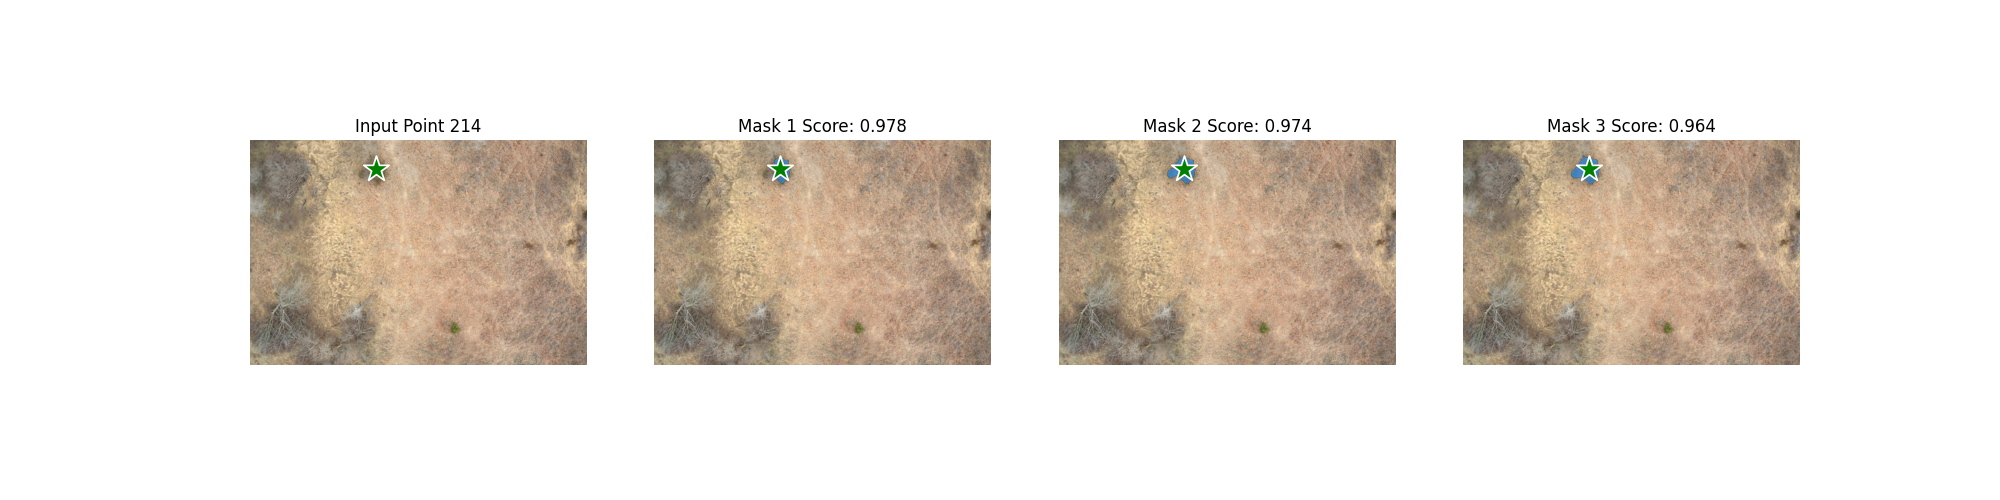 Input Point 214
Mask 1 Score: 0.978
Mask 2 Score: 0.974
Mask 3 Score: 0.964